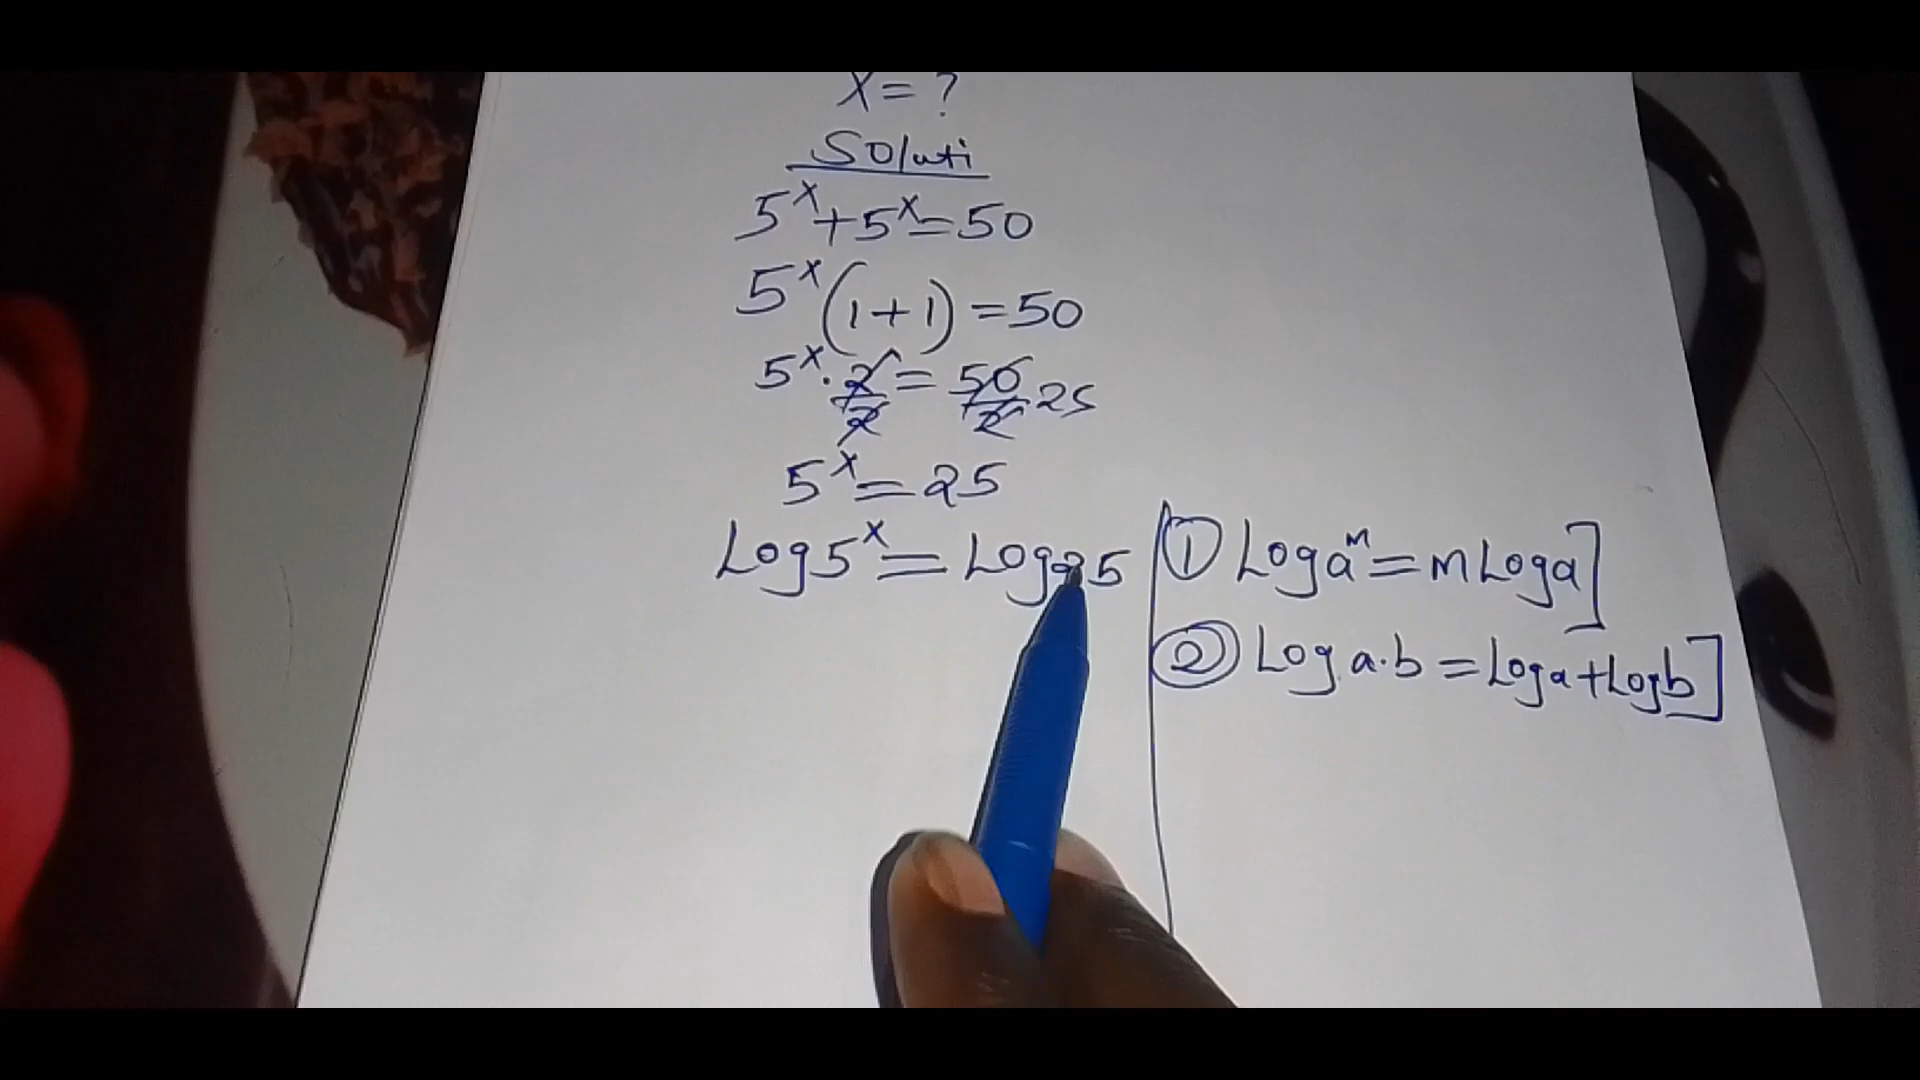 X = ?
Soluti
5^x + 5^x = 50
5^x (1 + 1) = 50
5^x · 2/2 = 50/2 25
5^x = 25
Log 5^x = Log 25
① Log a^m = m Log a]
② Log a·b = Log a + Log b]